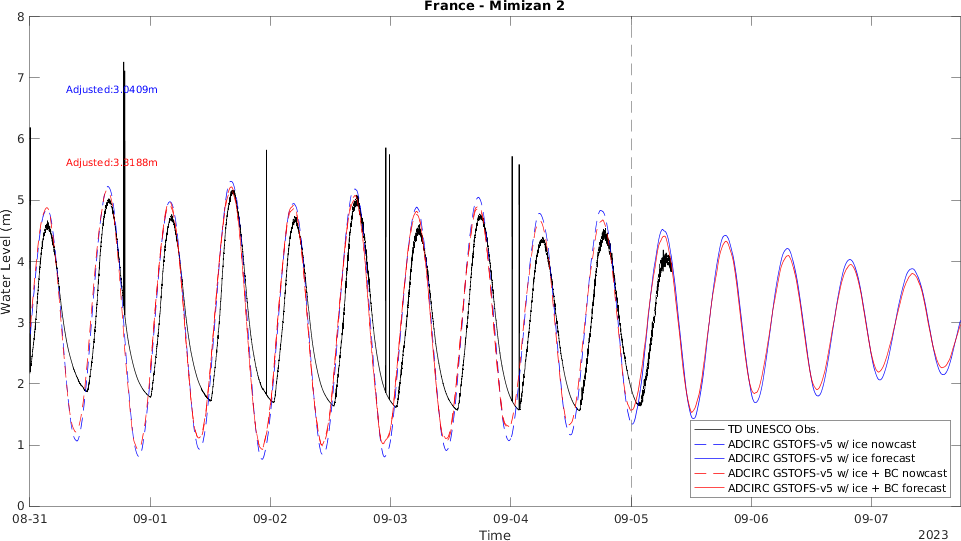 France - Mimizan 2
8
7
6
5
4
3
2
1
0
Water Level (m)
Adjusted:3.0409m
Adjusted:3.3188m
TD UNESCO Obs.
ADCIRC GSTOFS-v5 w/ ice nowcast
ADCIRC GSTOFS-v5 w/ ice forecast
ADCIRC GSTOFS-v5 w/ ice + BC nowcast
ADCIRC GSTOFS-v5 w/ ice + BC forecast
08-31 09-01 09-02 09-03 09-04 09-05 09-06 09-07
Time
2023